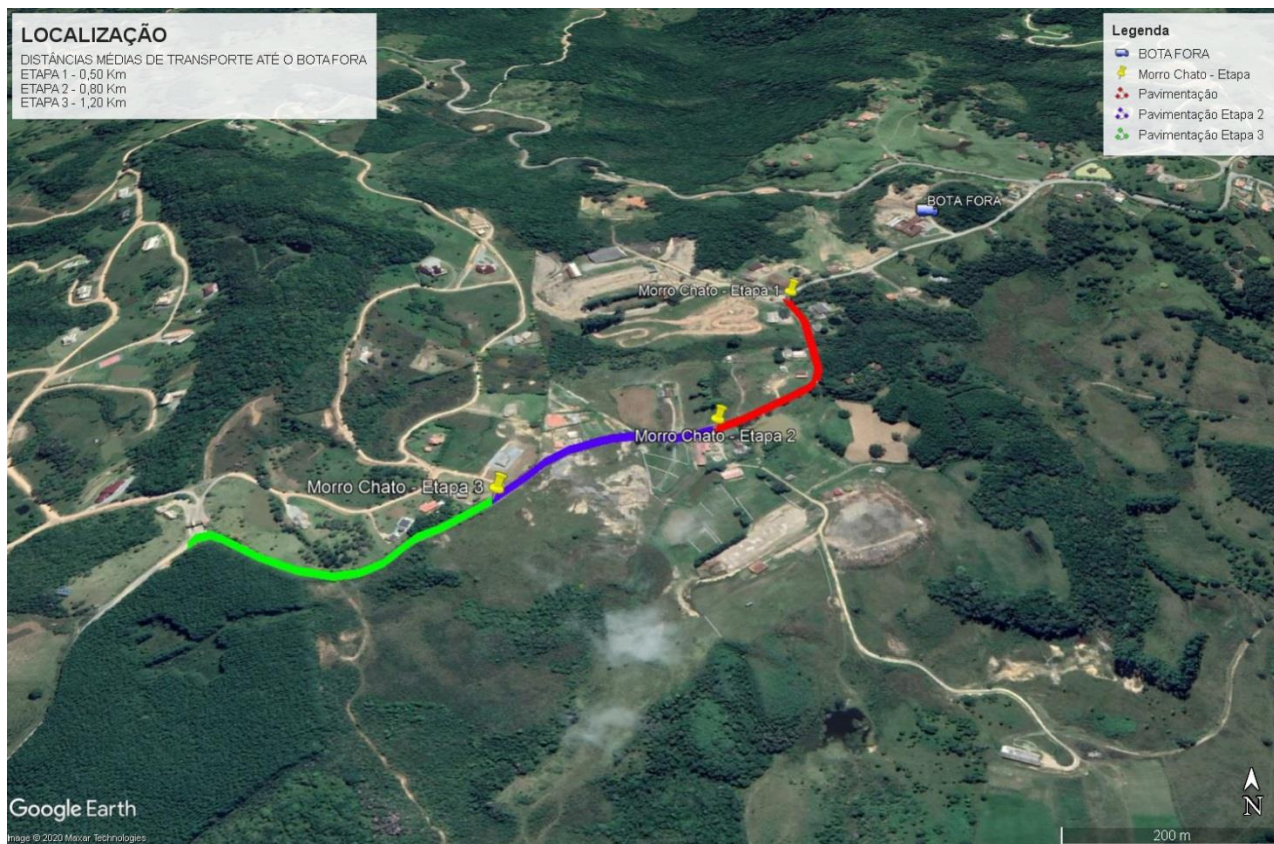 LOCALIZAÇÃO
DISTÂNCIAS MÉDIAS DE TRANSPORTE ATÉ O BOTAFORA
ETAPA 1 - 0,50 Km
ETAPA 2 - 0,80 Km
ETAPA 3 - 1,20 Km
Legenda
BOTA FORA
Morro Chato - Etapa
Pavimentação
Pavimentação Etapa 2
Pavimentação Etapa 3
BOTA FORA
Morro Chato - Etapa 1
Morro Chato - Etapa 2
Morro Chato - Etapa 3
Google Earth
Image © 2020 Maxar Technologies
N
200 m